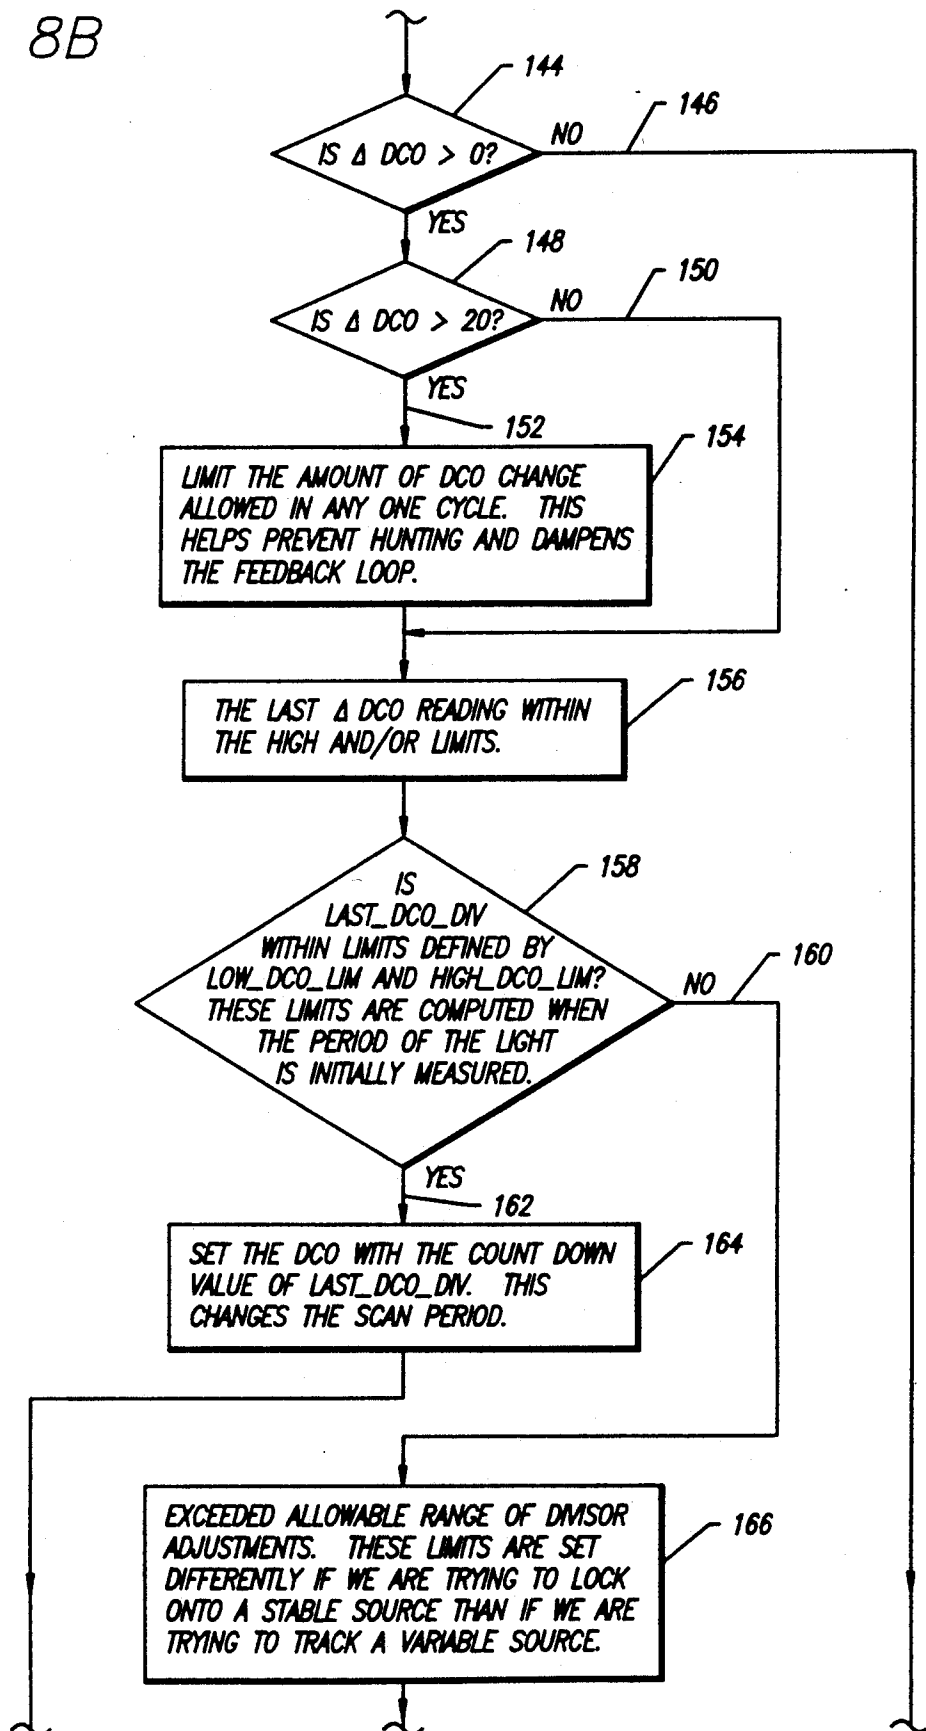 8B
144
IS Δ DCO > 0?
NO
146
YES
148
IS Δ DCO > 20?
NO
150
YES
152
154
LIMIT THE AMOUNT OF DCO CHANGE
ALLOWED IN ANY ONE CYCLE. THIS
HELPS PREVENT HUNTING AND DAMPENS
THE FEEDBACK LOOP.
156
THE LAST Δ DCO READING WITHIN
THE HIGH AND/OR LIMITS.
158
IS
LAST_DCO_DIV
WITHIN LIMITS DEFINED BY
LOW_DCO_LIM AND HIGH_DCO_LIM?
THESE LIMITS ARE COMPUTED WHEN
THE PERIOD OF THE LIGHT
IS INITIALLY MEASURED.
NO
160
YES
162
164
SET THE DCO WITH THE COUNT DOWN
VALUE OF LAST_DCO_DIV. THIS
CHANGES THE SCAN PERIOD.
166
EXCEEDED ALLOWABLE RANGE OF DIVISOR
ADJUSTMENTS. THESE LIMITS ARE SET
DIFFERENTLY IF WE ARE TRYING TO LOCK
ONTO A STABLE SOURCE THAN IF WE ARE
TRYING TO TRACK A VARIABLE SOURCE.